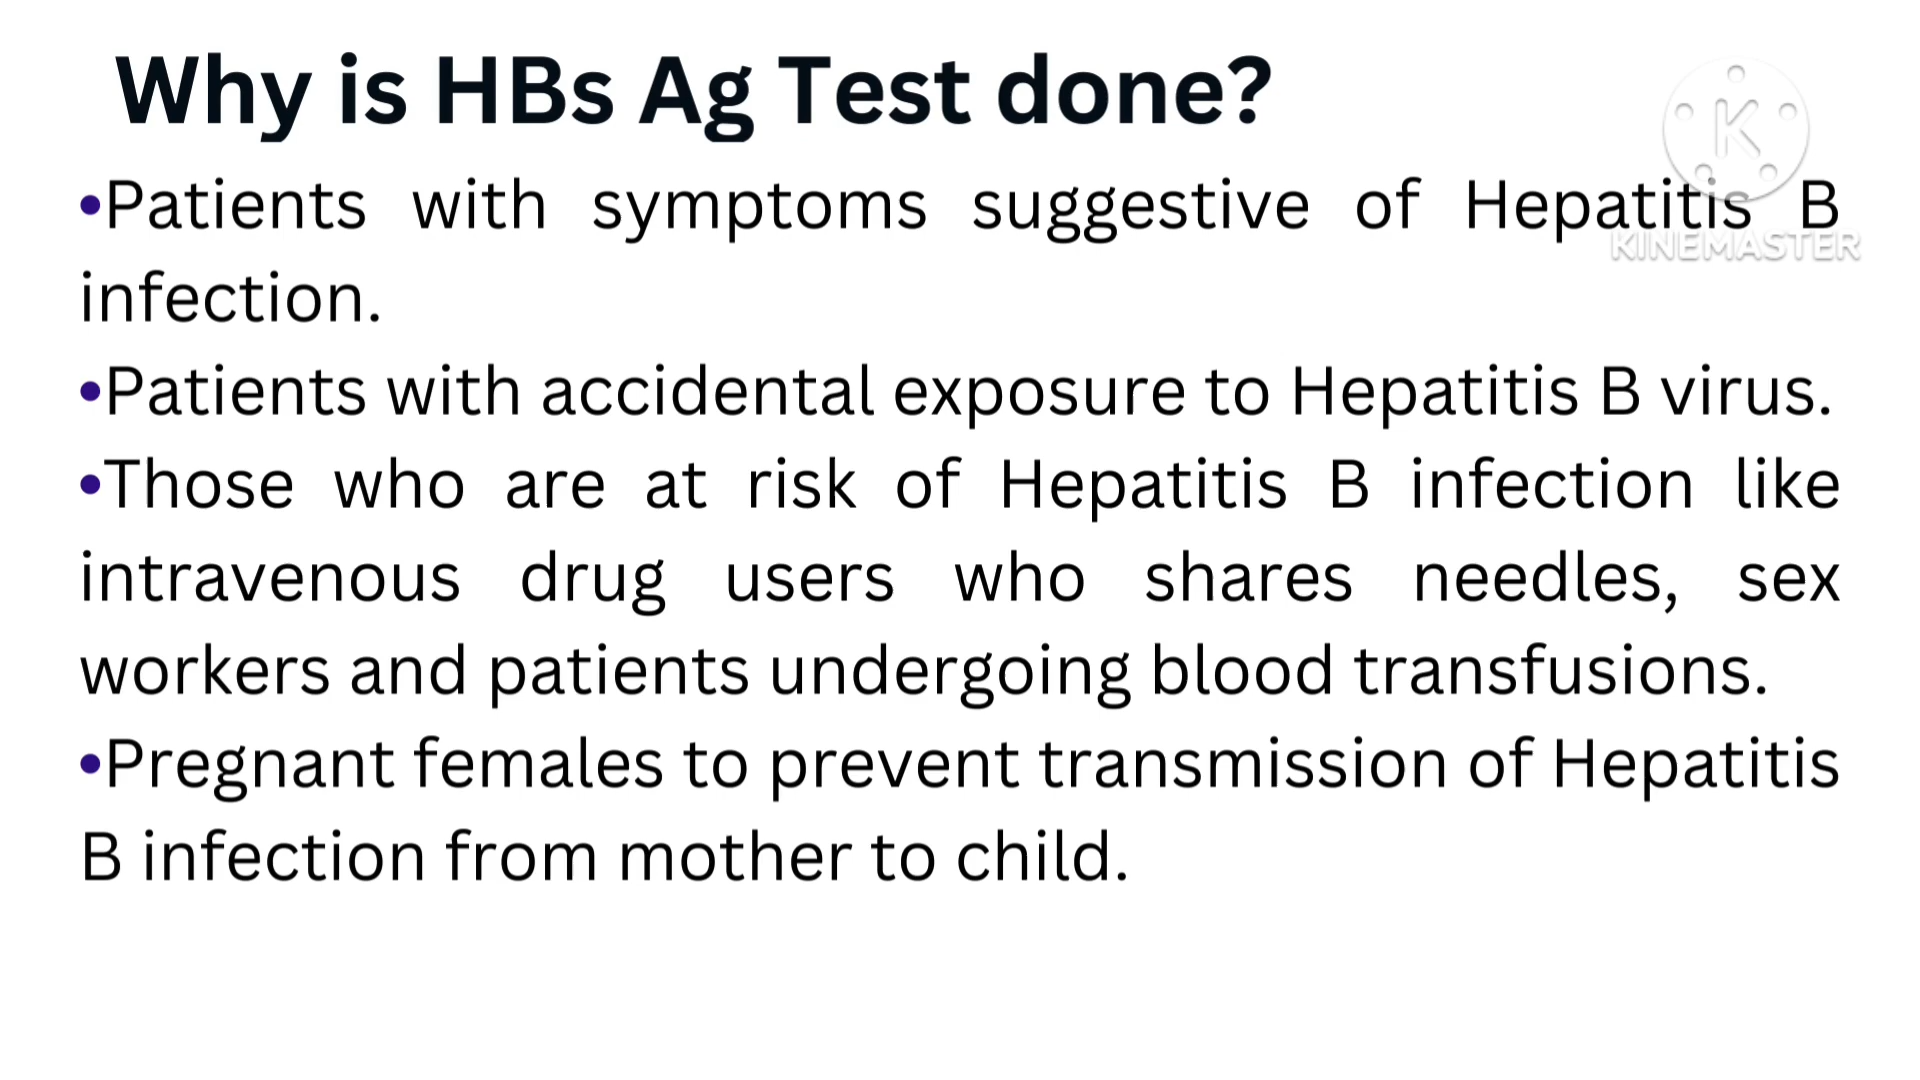 Why is HBs Ag Test done?
K
•Patients with symptoms suggestive of Hepatitis B
KINEMASTER
infection.
•Patients with accidental exposure to Hepatitis B virus.
•Those who are at risk of Hepatitis B infection like
intravenous drug users who shares needles, sex
workers and patients undergoing blood transfusions.
•Pregnant females to prevent transmission of Hepatitis
B infection from mother to child.